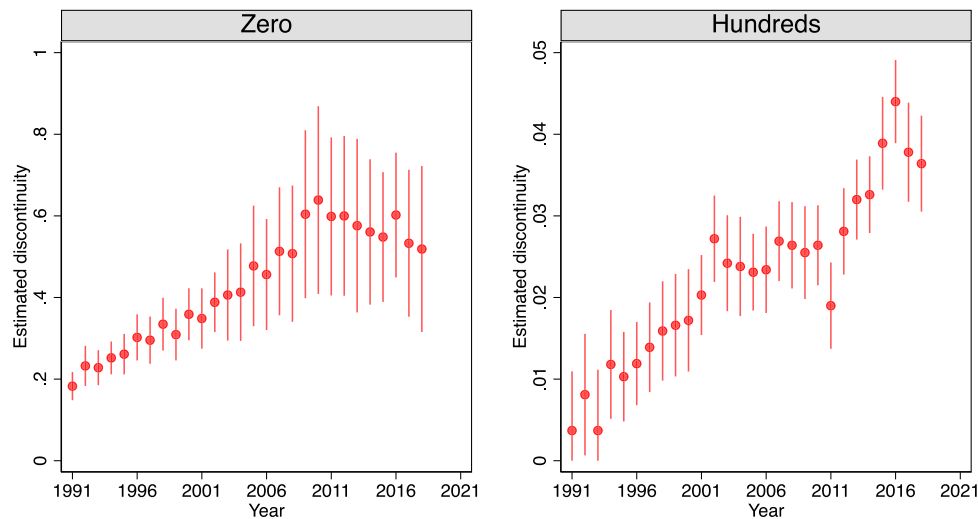 Zero
Estimated discontinuity
1
.8
.6
.4
.2
0
1991 1996 2001 2006 2011 2016 2021
Year
Hundreds
Estimated discontinuity
.05
.04
.03
.02
.01
0
1991 1996 2001 2006 2011 2016 2021
Year